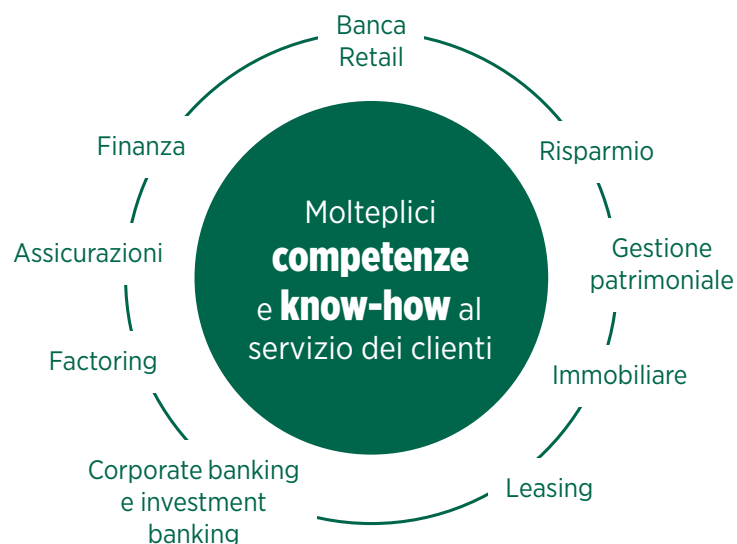 Banca
Retail
Finanza
Risparmio
Molteplici
competenze
e know-how al
servizio dei clienti
Assicurazioni
Gestione
patrimoniale
Factoring
Immobiliare
Corporate banking
e investment
banking
Leasing